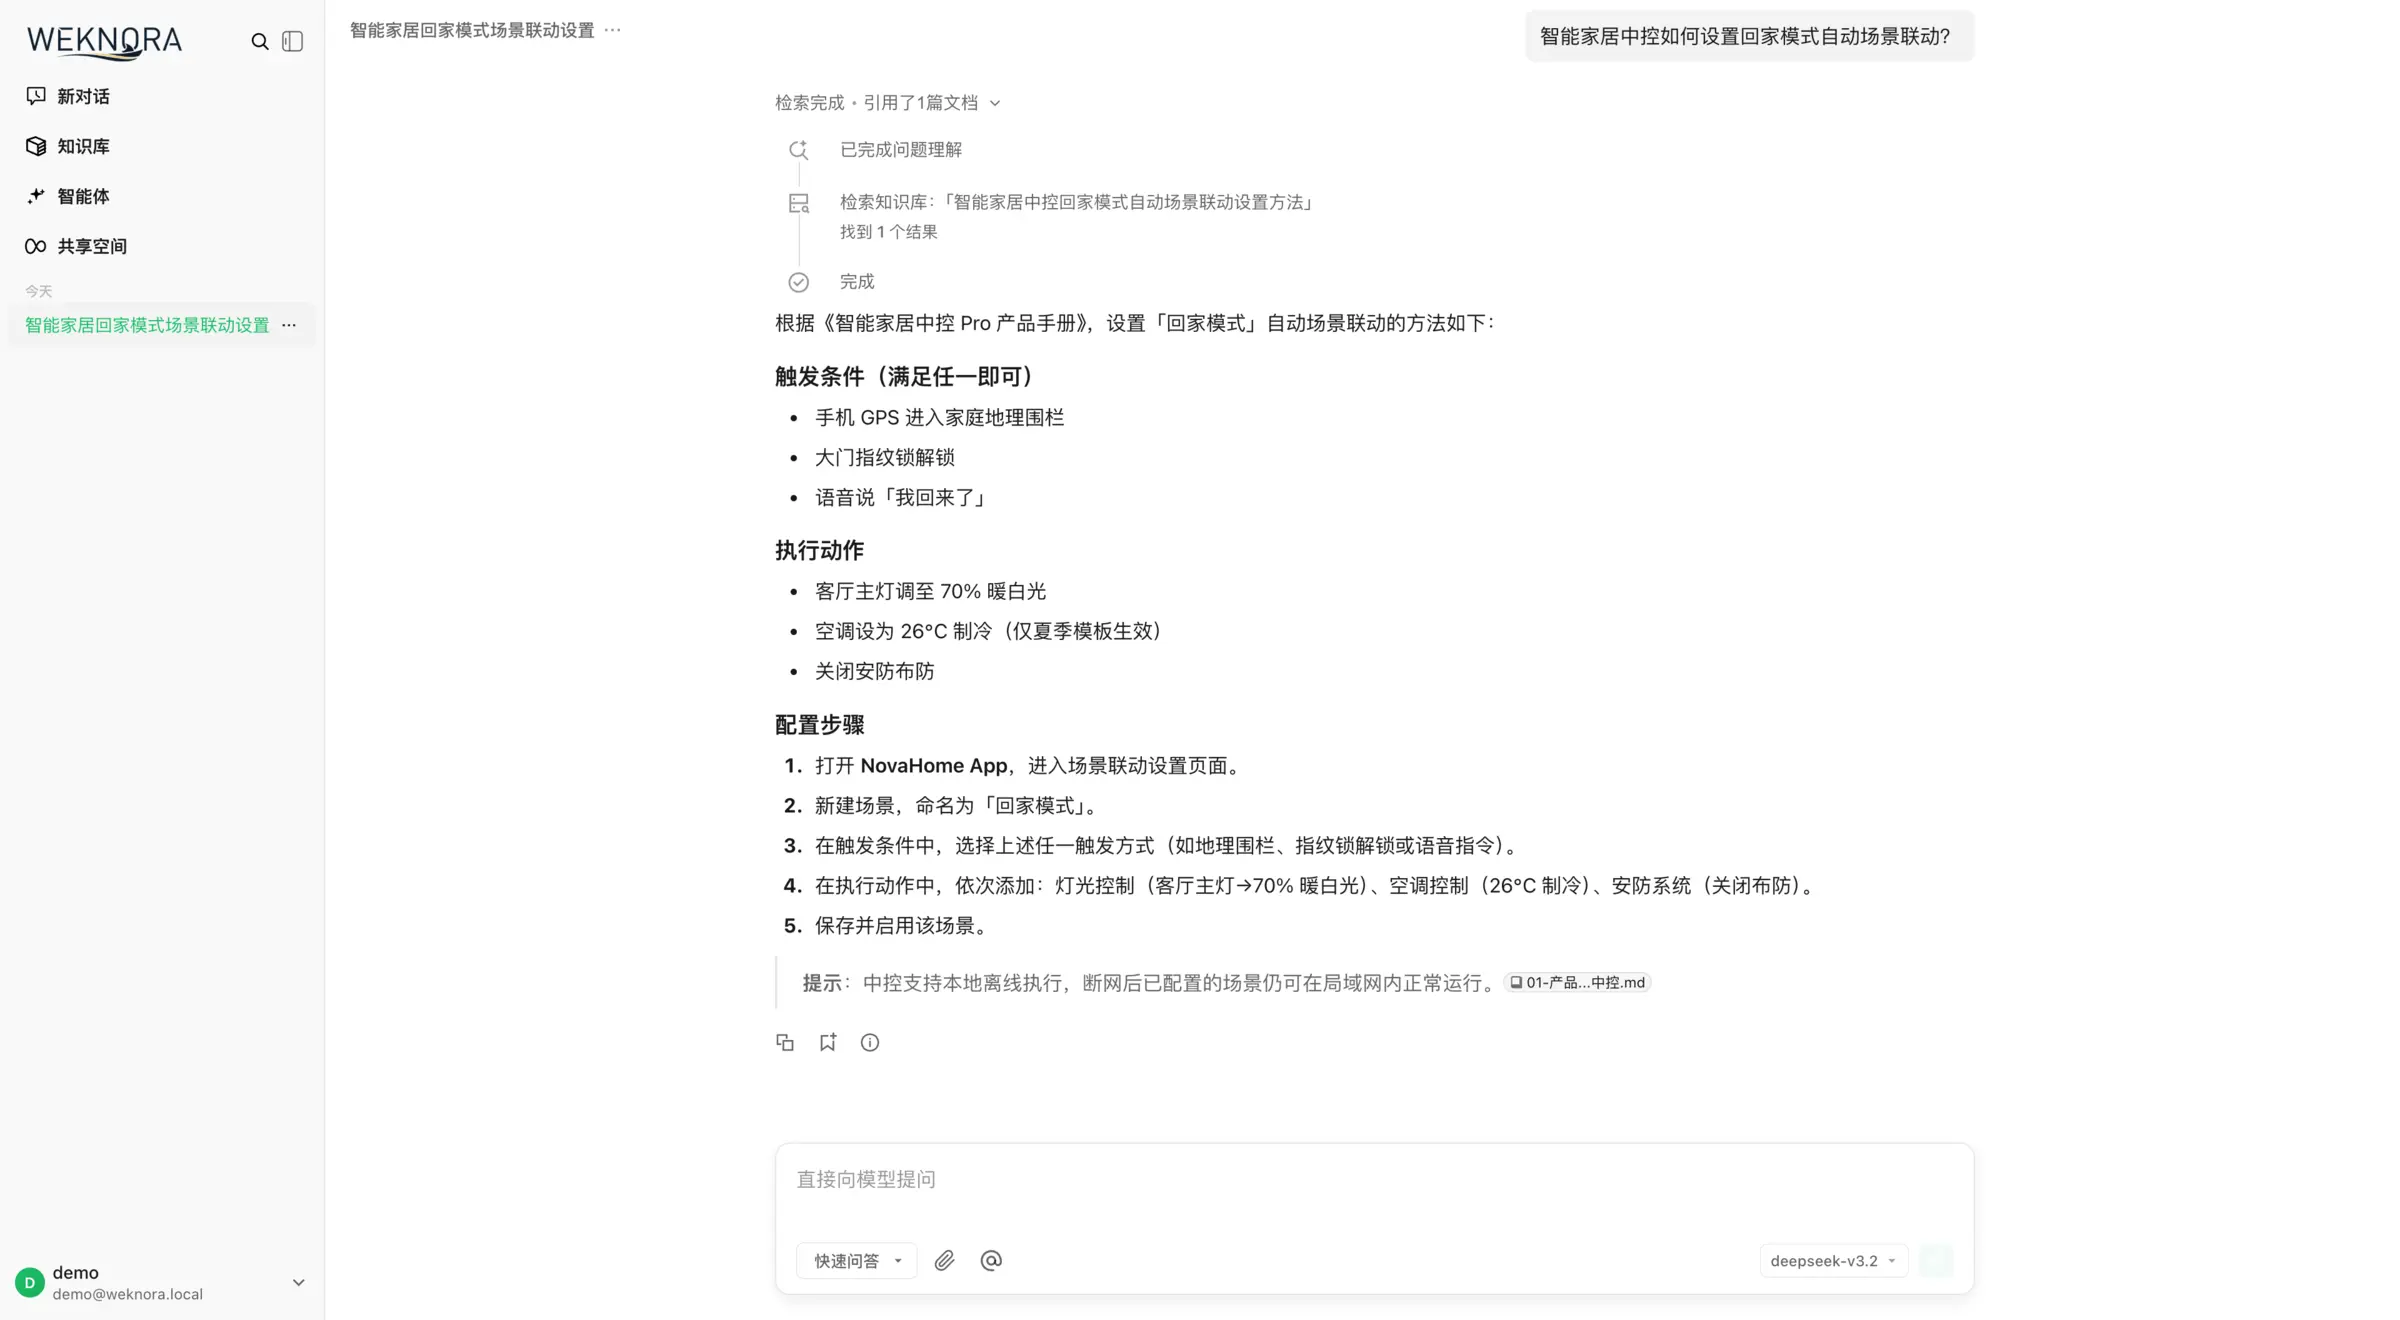 WEKNORA
新对话
知识库
智能体
共享空间
今天
智能家居回家模式场景联动设置 ···
demo
demo@weknora.local
D
智能家居回家模式场景联动设置 ···
智能家居中控如何设置回家模式自动场景联动?
检索完成 · 引用了1篇文档
已完成问题理解
检索知识库:「智能家居中控回家模式自动场景联动设置方法」
找到 1 个结果
完成
根据《智能家居中控 Pro 产品手册》，设置「回家模式」自动场景联动的方法如下：
触发条件（满足任一即可）
• 手机 GPS 进入家庭地理围栏
• 大门指纹锁解锁
• 语音说「我回来了」
执行动作
• 客厅主灯调至 70% 暖白光
• 空调设为 26°C 制冷（仅夏季模板生效）
• 关闭安防布防
配置步骤
1. 打开 NovaHome App，进入场景联动设置页面。
2. 新建场景，命名为「回家模式」。
3. 在触发条件中，选择上述任一触发方式（如地理围栏、指纹锁解锁或语音指令）。
4. 在执行动作中，依次添加：灯光控制（客厅主灯→70% 暖白光）、空调控制（26°C 制冷）、安防系统（关闭布防）。
5. 保存并启用该场景。
提示：中控支持本地离线执行，断网后已配置的场景仍可在局域网内正常运行。 01-产品...中控.md
直接向模型提问
快速问答
deepseek-v3.2